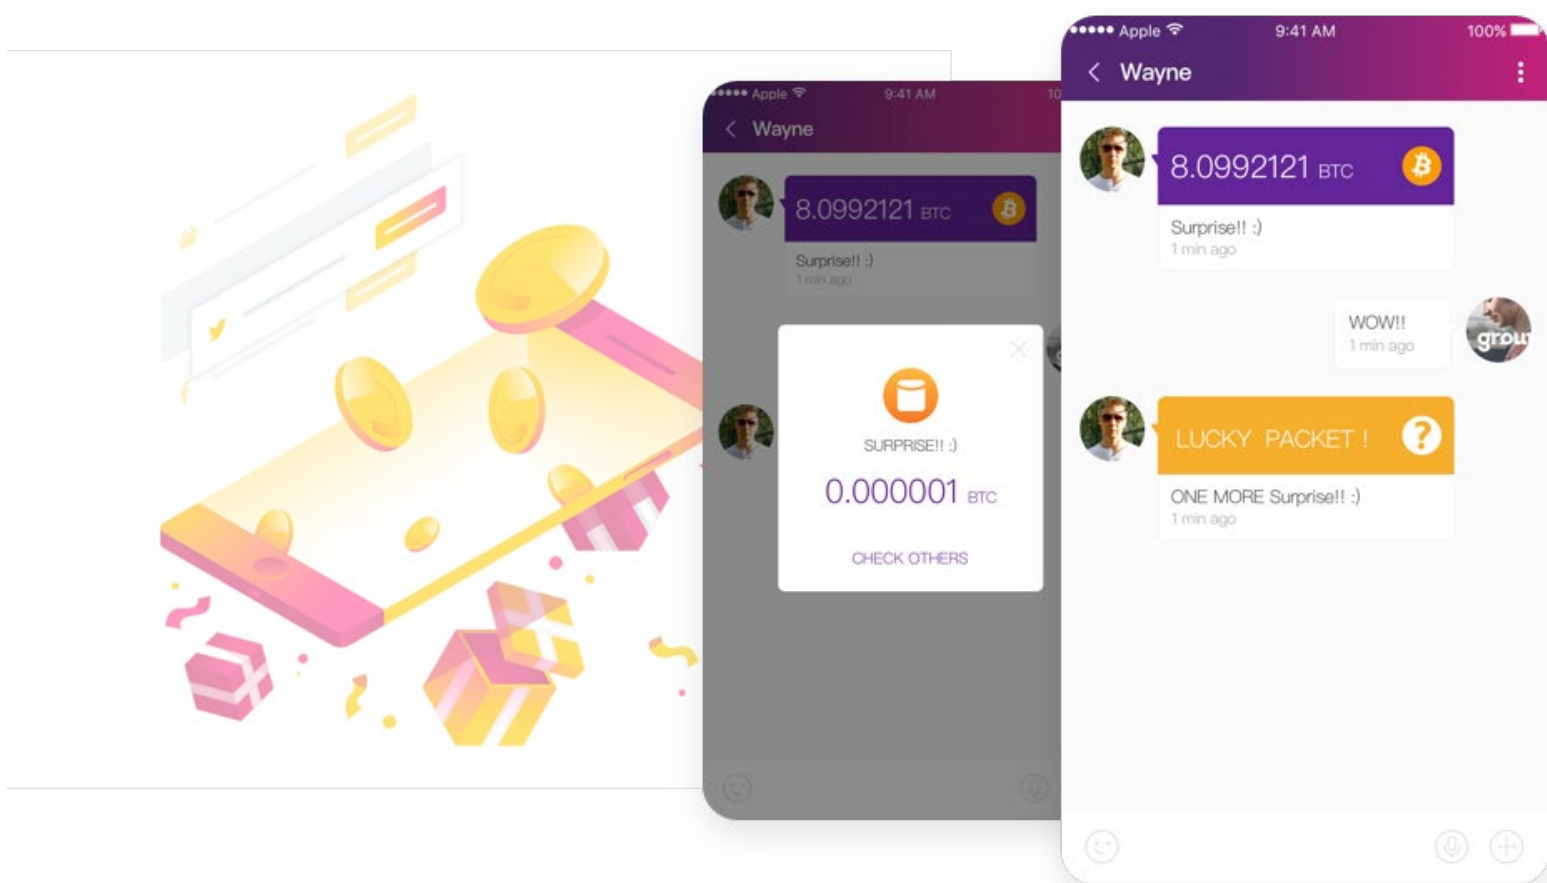 Apple
9:41 AM
10
Wayne
8.0992121 BTC
Surprise!! :)
1 min ago
SURPRISE!! :)
0.000001 BTC
CHECK OTHERS
Apple
9:41 AM
100%
Wayne
8.0992121 BTC
Surprise!! :)
1 min ago
WOW!!
1 min ago
grou
LUCKY PACKET !
?
ONE MORE Surprise!! :)
1 min ago